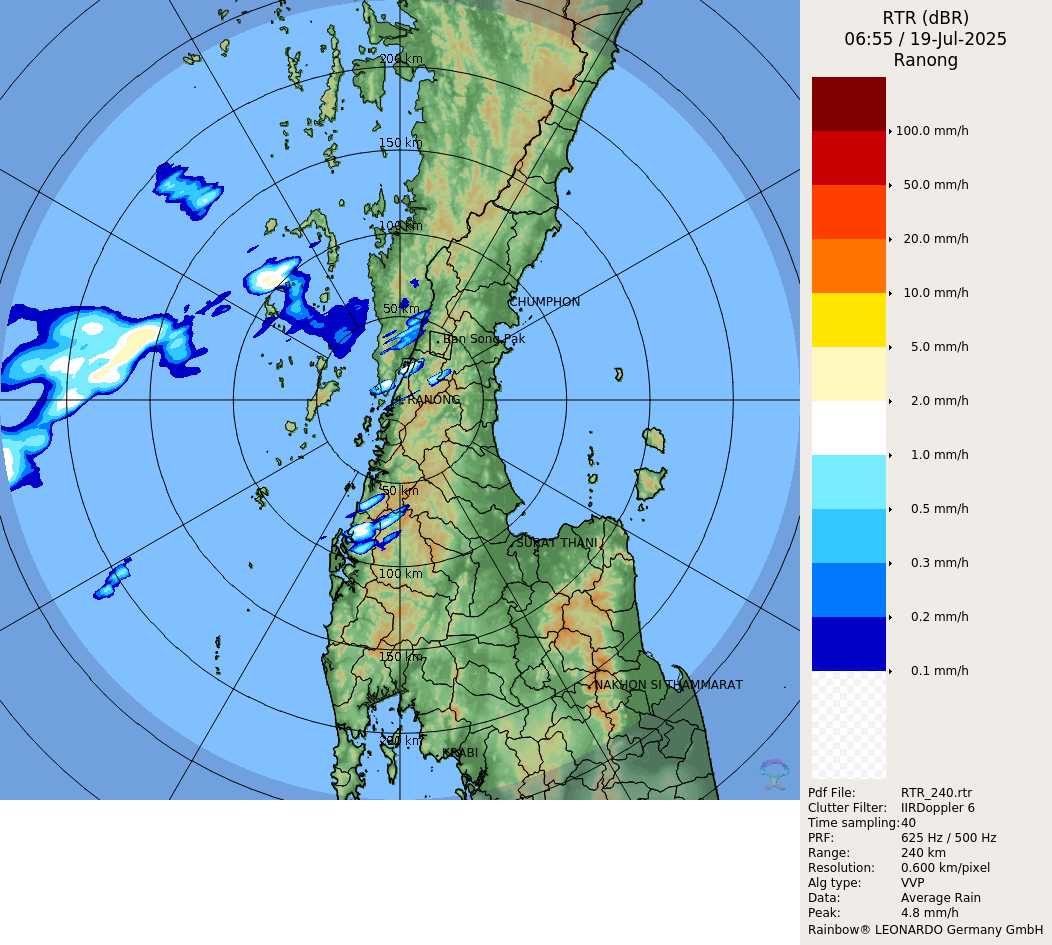 RTR (dBR)
06:55 / 19-Jul-2025
Ranong
100.0 mm/h
50.0 mm/h
20.0 mm/h
10.0 mm/h
5.0 mm/h
2.0 mm/h
1.0 mm/h
0.5 mm/h
0.3 mm/h
0.2 mm/h
0.1 mm/h
200 km
150 km
100 km
50 km
CHUMPHON
Ban Song Pak
RANONG
50 km
SURAT THANI
100 km
150 km
NAKHON SI THAMMARAT
200 km
KRABI
Pdf File: RTR_240.rtr
Clutter Filter: IIRDoppler 6
Time sampling: 40
PRF: 625 Hz / 500 Hz
Range: 240 km
Resolution: 0.600 km/pixel
Alg type: VVP
Data: Average Rain
Peak: 4.8 mm/h
Rainbow® LEONARDO Germany GmbH